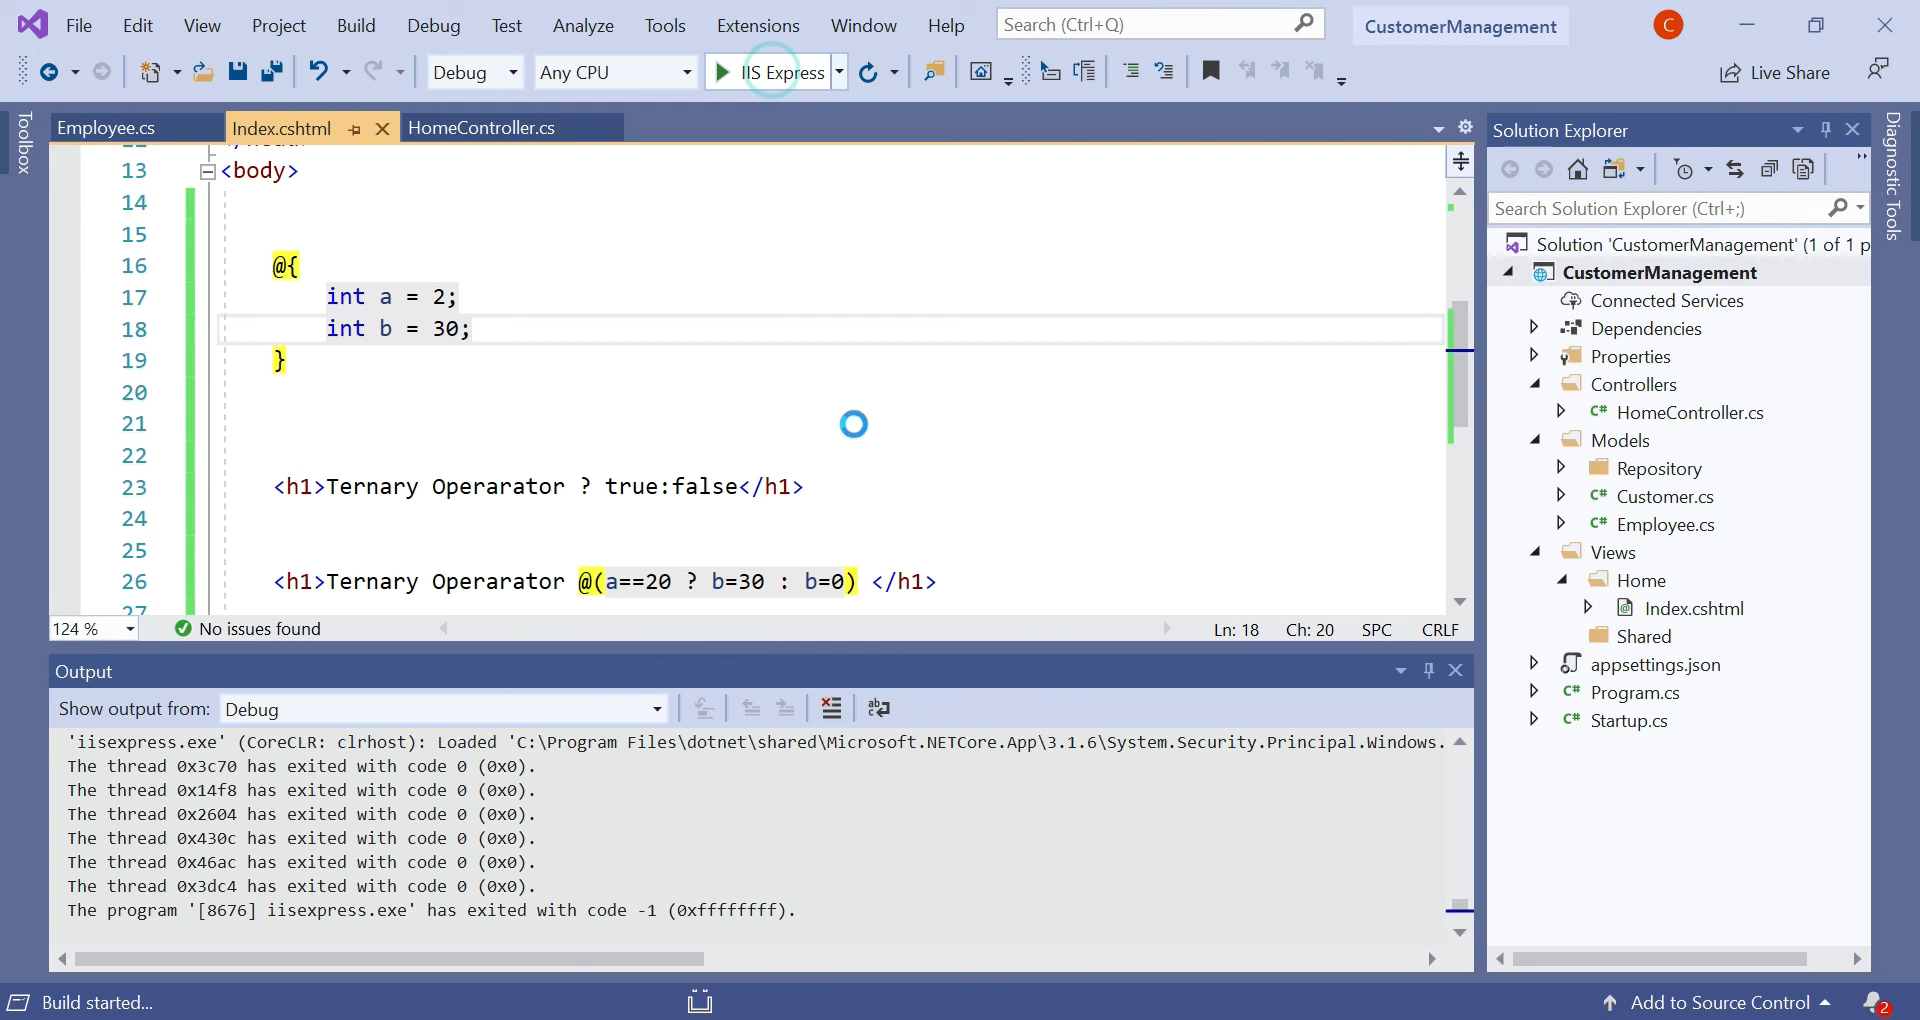 File Edit View Project Build Debug Test Analyze Tools Extensions Window Help Search (Ctrl+Q) CustomerManagement C
Debug Any CPU IIS Express Live Share
Toolbox
Employee.cs Index.cshtml HomeController.cs
13 <body>
14
15
16 @{
17 int a = 2;
18 int b = 30;
19 }
20
21
22
23 <h1>Ternary Operarator ? true:false</h1>
24
25
26 <h1>Ternary Operarator @(a==20 ? b=30 : b=0) </h1>
27
124 % No issues found Ln: 18 Ch: 20 SPC CRLF
Output
Show output from: Debug
'iisexpress.exe' (CoreCLR: clrhost): Loaded 'C:\Program Files\dotnet\shared\Microsoft.NETCore.App\3.1.6\System.Security.Principal.Windows.
The thread 0x3c70 has exited with code 0 (0x0).
The thread 0x14f8 has exited with code 0 (0x0).
The thread 0x2604 has exited with code 0 (0x0).
The thread 0x430c has exited with code 0 (0x0).
The thread 0x46ac has exited with code 0 (0x0).
The thread 0x3dc4 has exited with code 0 (0x0).
The program '[8676] iisexpress.exe' has exited with code -1 (0xffffffff).
Solution Explorer
Search Solution Explorer (Ctrl+;)
Solution 'CustomerManagement' (1 of 1 p
CustomerManagement
Connected Services
Dependencies
Properties
Controllers
C# HomeController.cs
Models
Repository
C# Customer.cs
C# Employee.cs
Views
Home
Index.cshtml
Shared
appsettings.json
C# Program.cs
C# Startup.cs
Diagnostic Tools
Build started... Add to Source Control 2